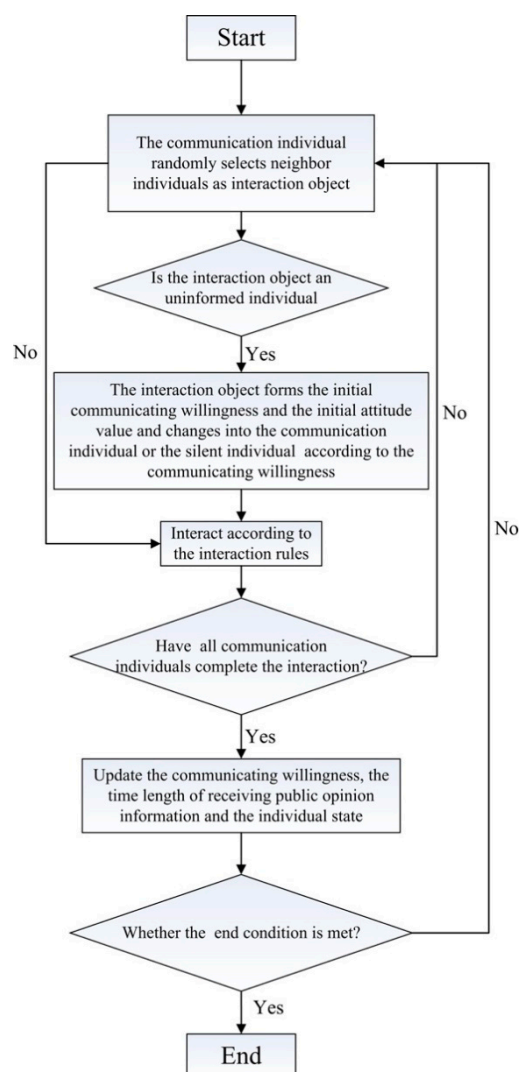 Start
The communication individual
randomly selects neighbor
individuals as interaction object
Is the interaction object an
uninformed individual
No
Yes
The interaction object forms the initial
communicating willingness and the initial attitude
value and changes into the communication
individual or the silent individual according to the
communicating willingness
No
No
Interact according to
the interaction rules
Have all communication
individuals complete the interaction?
Yes
Update the communicating willingness, the
time length of receiving public opinion
information and the individual state
Whether the end condition is met?
Yes
End